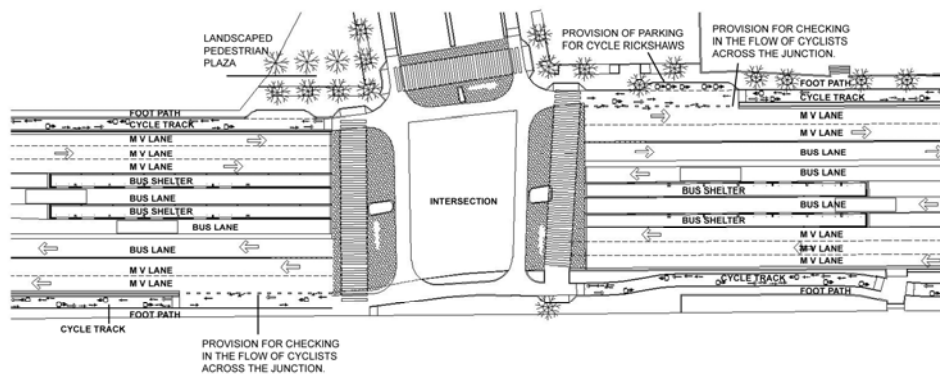 LANDSCAPED
PEDESTRIAN
PLAZA
PROVISION OF PARKING
FOR CYCLE RICKSHAWS
PROVISION FOR CHECKING
IN THE FLOW OF CYCLISTS
ACROSS THE JUNCTION.
FOOT PATH
CYCLE TRACK
M V LANE
M V LANE
M V LANE
BUS SHELTER
BUS LANE
BUS SHELTER
BUS LANE
BUS LANE
M V LANE
M V LANE
FOOT PATH
CYCLE TRACK
INTERSECTION
FOOT PATH
CYCLE TRACK
M V LANE
M V LANE
BUS LANE
BUS LANE
BUS SHELTER
BUS LANE
BUS SHELTER
M V LANE
M V LANE
M V LANE
CYCLE TRACK
FOOT PATH
PROVISION FOR CHECKING
IN THE FLOW OF CYCLISTS
ACROSS THE JUNCTION.